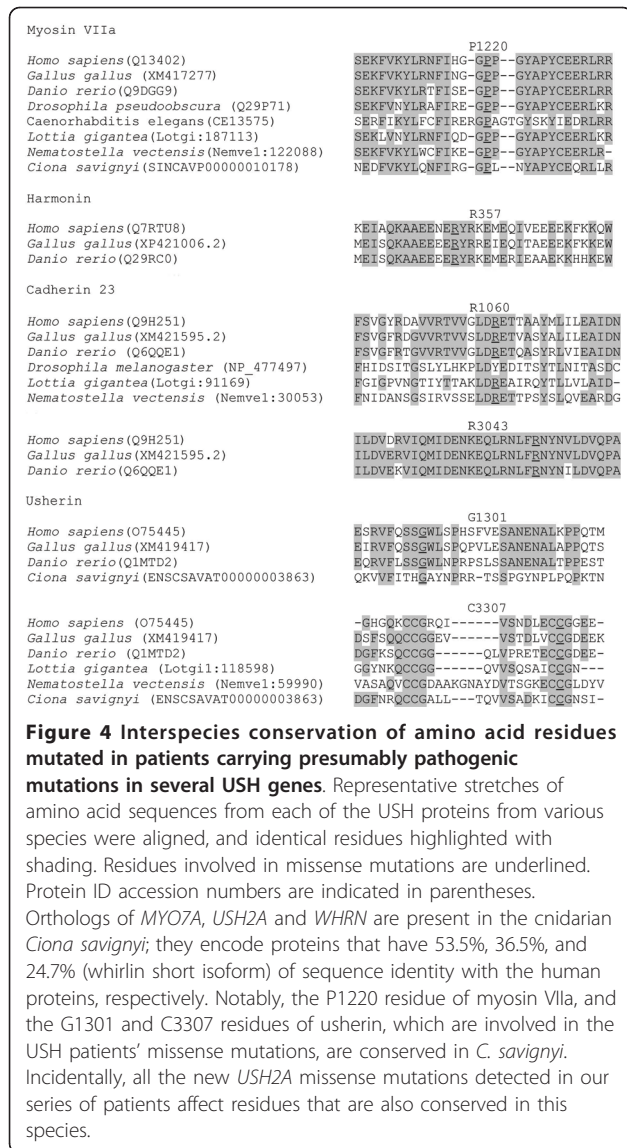 Myosin VIIa
P1220
Homo sapiens(Q13402) SEKFVKYLRNFIHG-GPP--GYAPYCEERLRR
Gallus gallus (XM417277) SEKFVKYLRNFING-GPP--GYAPYCEERLRR
Danio rerio(Q9DGG9) SEKFVKYLRTFISE-GPP--GYAPYCEERLRR
Drosophila pseudoobscura (Q29P71) SEKFVNYLRAFIRE-GPP--GYAPYCEERLKR
Caenorhabditis elegans(CE13575) SERFIKYLFCFIRERGPAGTGYSKYIEDRLRR
Lottia gigantea(Lotgi:187113) SEKLVNYLRNFIQD-GPP--GYAPYCEERLKR
Nematostella vectensis(Nemve1:122088) SEKFVKYLWCFIKE-GPP--GYAPYCEERLR-
Ciona savignyi(SINCAVP00000010178) NEDFVKYLQNFIRG-GPL--NYAPYCEQRLLR
Harmonin
R357
Homo sapiens(Q7RTU8) KEIAQKAAEENERYRKEMEQIVEEEEKFKKQW
Gallus gallus(XP421006.2) MEISQKAAEEEERYRREIEQITAEEEKFKKEW
Danio rerio(Q29RC0) MEISQKAAEEEERYRKEMERIEAAEKKHHKEW
Cadherin 23
R1060
Homo sapiens(Q9H251) FSVGYRDAVVRTVVGLDRETTAAYMLILEAIDN
Gallus gallus(XM421595.2) FSVGFRDGVVRTVVSLDRETVASYALILEAIDN
Danio rerio(Q6QQE1) FSVGFRTGVVRTVVGLDRETQASYRLVIEAIDN
Drosophila melanogaster (NP_477497) FHIDSITGSLYLHKPLDYEDITSYTLNITASDC
Lottia gigantea(Lotgi:91169) FGIGPVNGTIYTTAKLDREAIRQYTLLVLAID-
Nematostella vectensis (Nemve1:30053) FNIDANSGSIRVSSELDRETTPSYSLQVEARDG
R3043
Homo sapiens(Q9H251) ILDVDRVIQMIDENKEQLRNLFRNYNVLDVQPA
Gallus gallus(XM421595.2) ILDVERVIQMIDENKEQLRNLFRNYNVLDVQPA
Danio rerio(Q6QQE1) ILDVEKVIQMIDENKEQLRNLFRNYNILDVQPA
Usherin
G1301
Homo sapiens(O75445) ESRVFQSSGWLSPHSFVESANENALKPPQTM
Gallus gallus(XM419417) EIRVFQSSGWLSPQPVLESANENALAPPQTS
Danio rerio(Q1MTD2) EQRVFLSSGWLNPRPSLSSANENALTPPEST
Ciona savignyi(ENSCSAVAT00000003863) QKVVFITHGAYNPRR-TSSPGYNPLPQPKTN
C3307
Homo sapiens (O75445) -GHGQKCCGRQI------VSNDLECCGGEE-
Gallus gallus (XM419417) DSFSQQCCGGEV------VSTDLVCCGDEEK
Danio rerio (Q1MTD2) DGFKSQCCGG------QLVPRETECCGDEE-
Lottia gigantea (Lotgi1:118598) GGYNKQCCGG------QVVSQSAICCGN---
Nematostella vectensis (Nemve1:59990) VASAQVCCGDAAKGNAYDVTSGKECCGLDYV
Ciona savignyi (ENSCSAVAT00000003863) DGFNRQCCGALL---TQVVSADKICCGNSI-
Figure 4 Interspecies conservation of amino acid residues
mutated in patients carrying presumably pathogenic
mutations in several USH genes. Representative stretches of
amino acid sequences from each of the USH proteins from various
species were aligned, and identical residues highlighted with
shading. Residues involved in missense mutations are underlined.
Protein ID accession numbers are indicated in parentheses.
Orthologs of MYO7A, USH2A and WHRN are present in the cnidarian
Ciona savignyi; they encode proteins that have 53.5%, 36.5%, and
24.7% (whirlin short isoform) of sequence identity with the human
proteins, respectively. Notably, the P1220 residue of myosin VIIa, and
the G1301 and C3307 residues of usherin, which are involved in the
USH patients' missense mutations, are conserved in C. savignyi.
Incidentally, all the new USH2A missense mutations detected in our
series of patients affect residues that are also conserved in this
species.